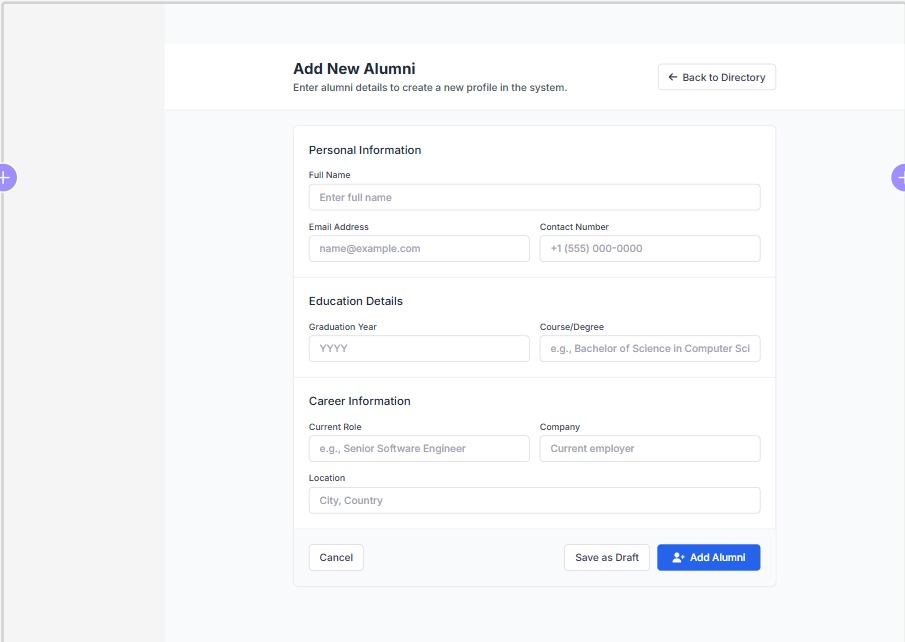 Add New Alumni
Enter alumni details to create a new profile in the system.
← Back to Directory
Personal Information
Full Name
Enter full name
Email Address
Contact Number
name@example.com
+1 (555) 000-0000
Education Details
Graduation Year
Course/Degree
YYYY
e.g., Bachelor of Science in Computer Sci
Career Information
Current Role
Company
e.g., Senior Software Engineer
Current employer
Location
City, Country
Cancel
Save as Draft
Add Alumni